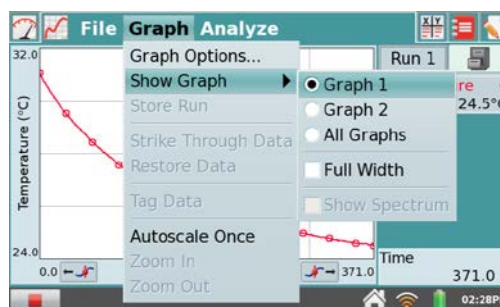 File Graph Analyze
X Y
32.0
Temperature (°C)
24.0
0.0
371.0
Graph Options...
Show Graph
Store Run
Strike Through Data
Restore Data
Tag Data
Autoscale Once
Zoom In
Zoom Out
Graph 1
Graph 2
All Graphs
Full Width
Show Spectrum
Run 1
re
24.5°
Time
371.0
02:28